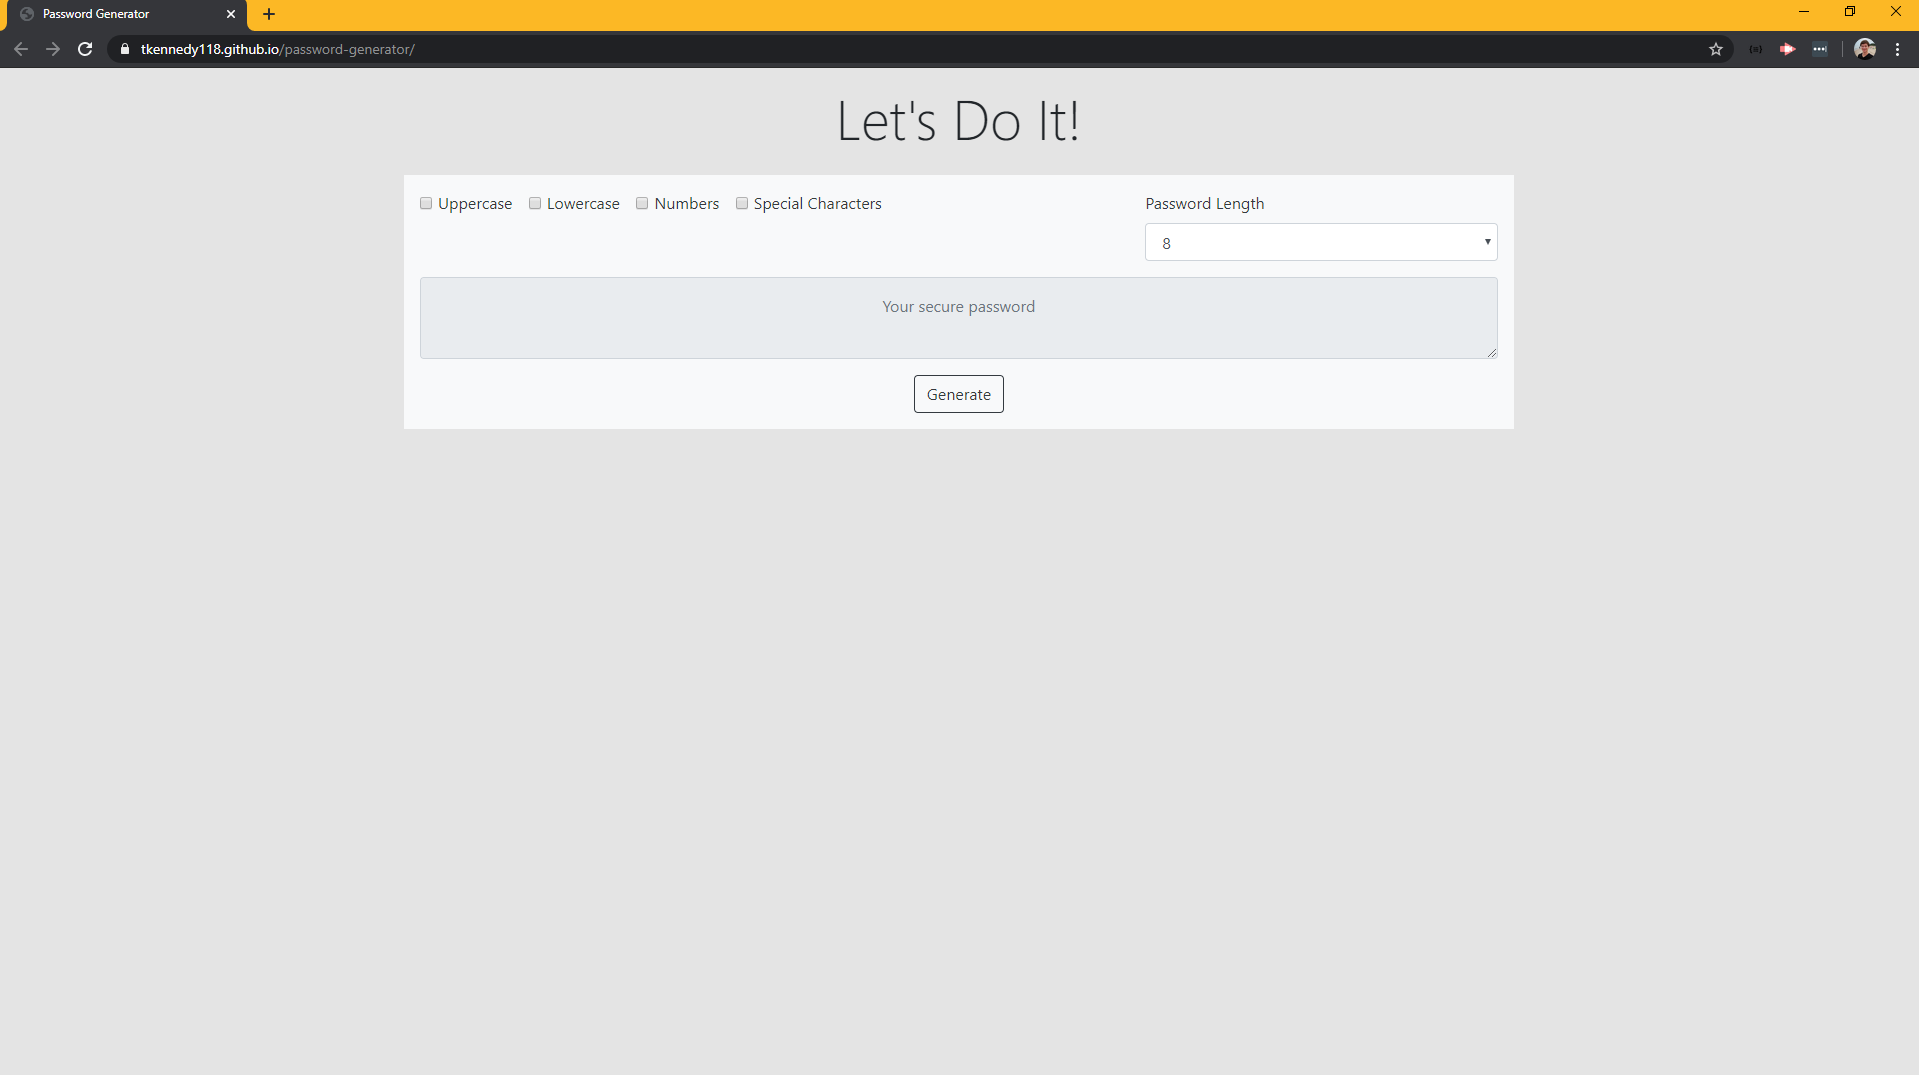 Password Generator
tkennedy118.github.io/password-generator/
Let's Do It!
Uppercase Lowercase Numbers Special Characters Password Length
8
Your secure password
Generate